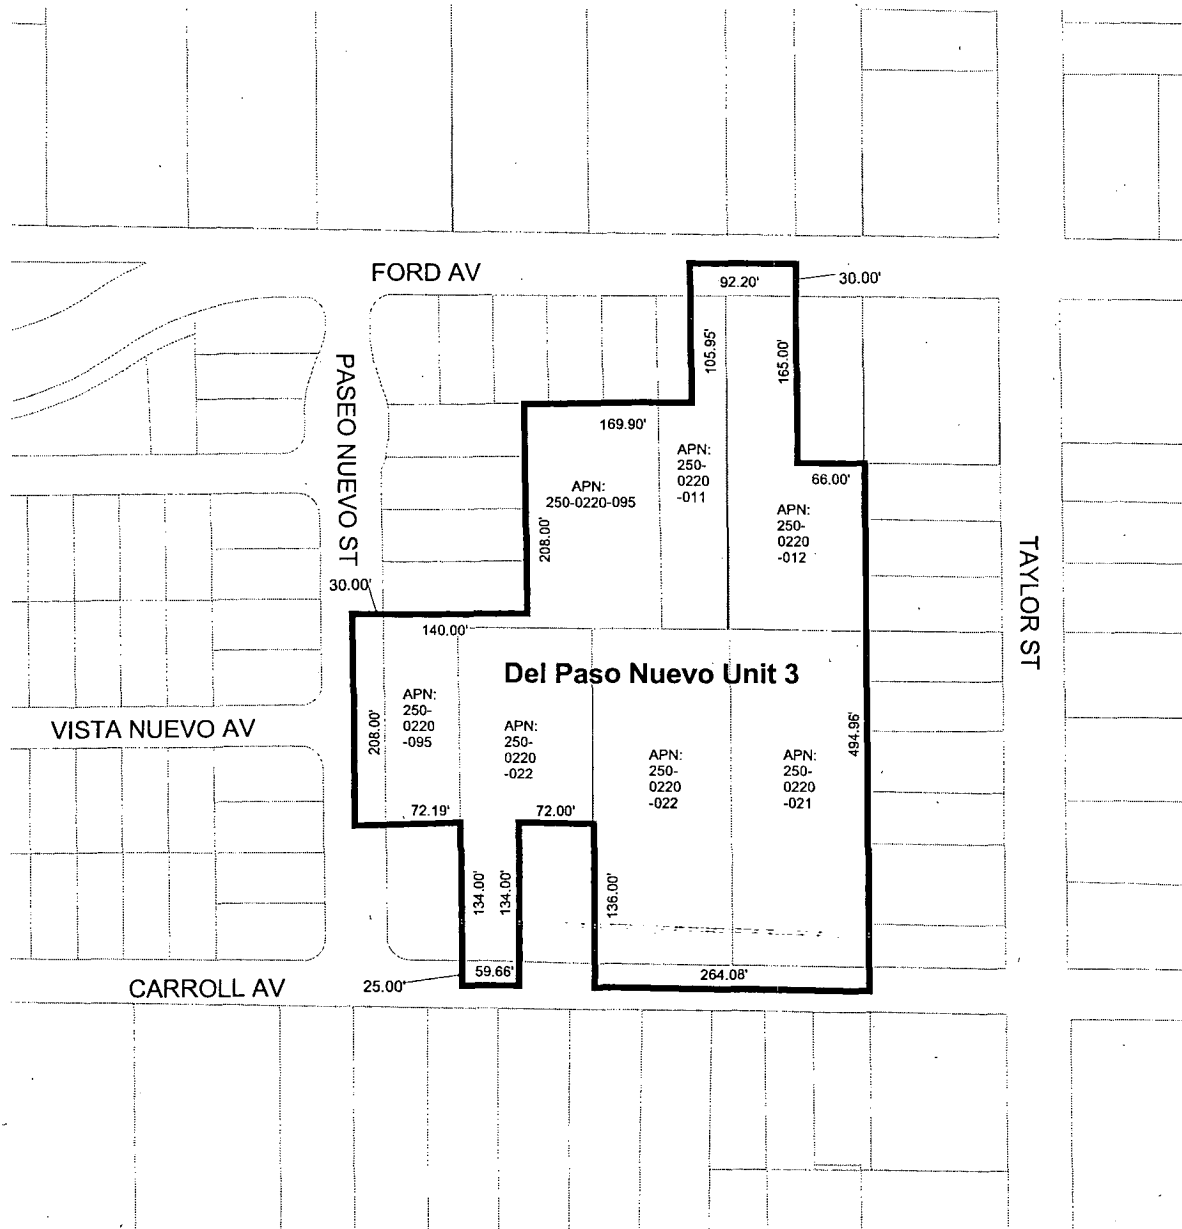 FORD AV
92.20'
30.00'
105.95'
165.00'
PASEO NUEVO ST
169.90'
APN:
250-
0220
-011
66.00'
APN:
250-0220-095
APN:
250-
0220
-012
208.00'
TAYLOR ST
30.00'
140.00'
Del Paso Nuevo Unit 3
APN:
250-
0220
-095
208.00'
VISTA NUEVO AV
APN:
250-
0220
-022
APN:
250-
0220
-022
APN:
250-
0220
-021
494.96'
72.19'
72.00'
134.00'
134.00'
136.00'
59.66'
264.08'
25.00'
CARROLL AV